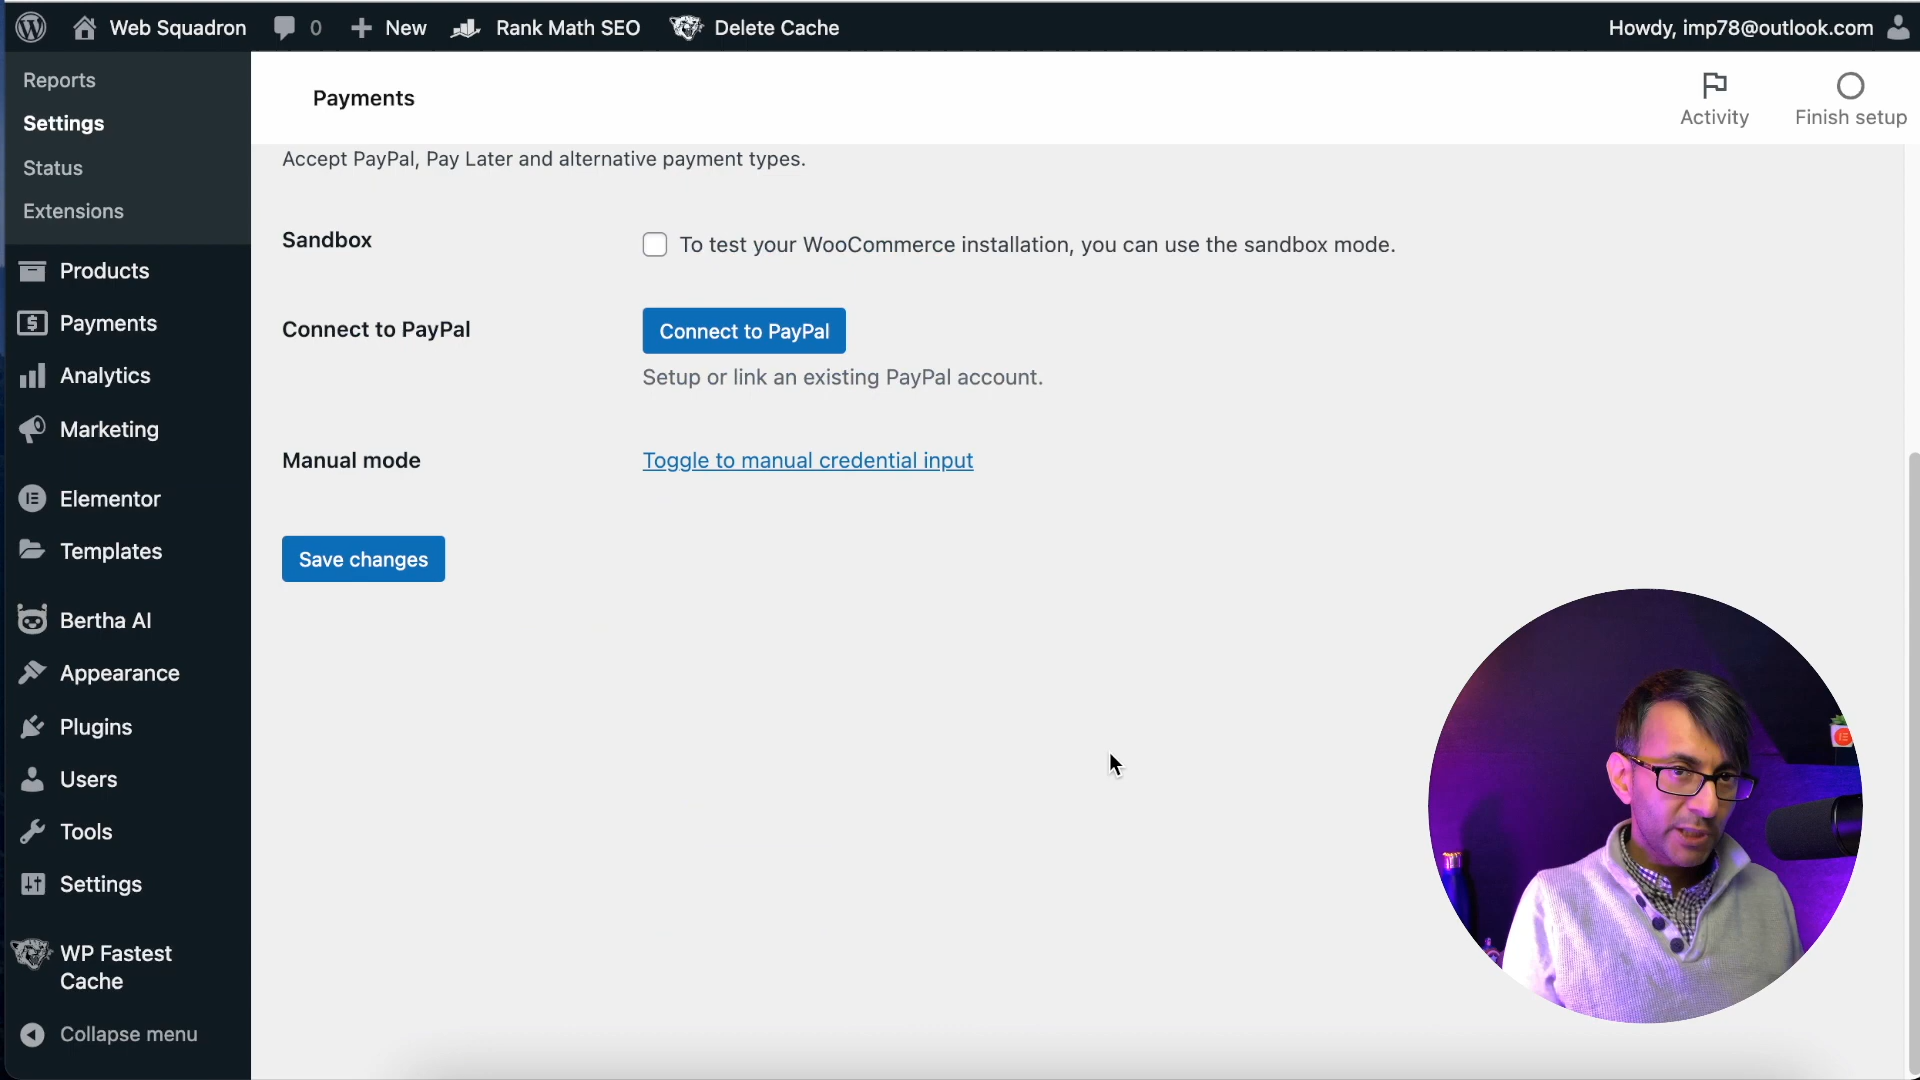 Web Squadron 0 New Rank Math SEO Delete Cache Howdy, imp78@outlook.com
Reports
Settings
Status
Extensions
Products
Payments
Analytics
Marketing
Elementor
Templates
Bertha AI
Appearance
Plugins
Users
Tools
Settings
WP Fastest
Cache
Collapse menu
Payments
Activity
Finish setup
Accept PayPal, Pay Later and alternative payment types.
Sandbox
To test your WooCommerce installation, you can use the sandbox mode.
Connect to PayPal
Connect to PayPal
Setup or link an existing PayPal account.
Manual mode
Toggle to manual credential input
Save changes